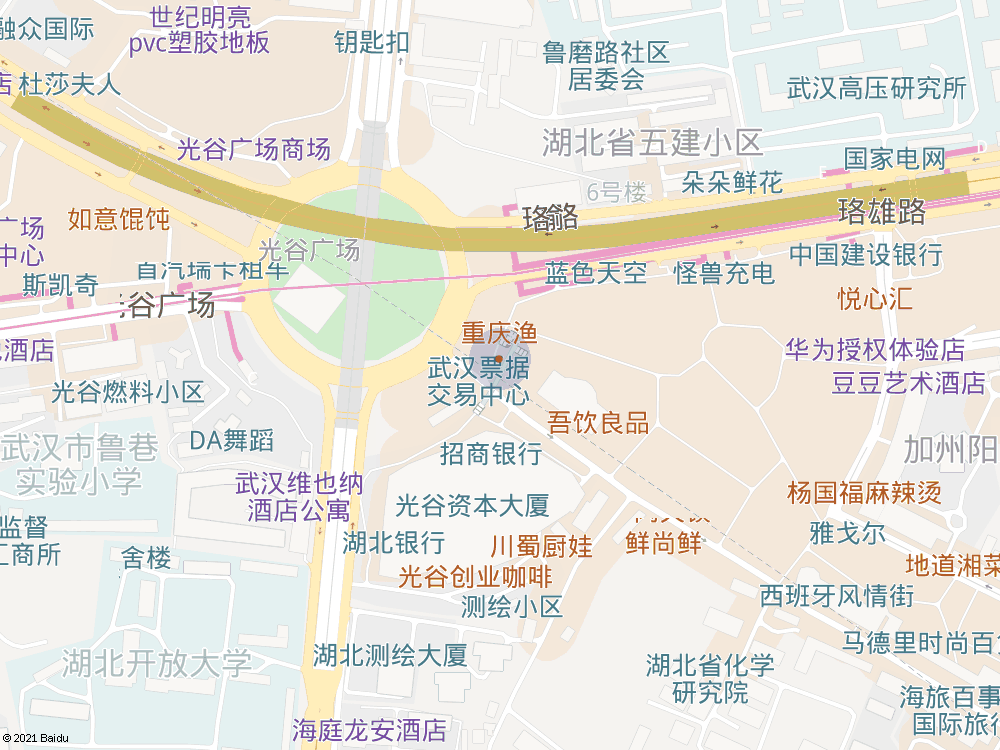 世纪明亮
pvc塑胶地板
融众国际
钥匙扣
鲁磨路社区
居委会
店
杜莎夫人
武汉高压研究所
湖北省五建小区
光谷广场商场
国家电网
朵朵鲜花
6号楼
珞雄路
如意馄饨
广场
中心
光谷广场
蓝色天空
怪兽充电
中国建设银行
斯凯奇
谷广场
悦心汇
重庆渔
酒店
华为授权体验店
武汉票据
交易中心
豆豆艺术酒店
光谷燃料小区
吾饮良品
DA舞蹈
武汉市鲁巷
实验小学
招商银行
加州阳
武汉维也纳
酒店公寓
杨国福麻辣烫
光谷资本大厦
监督
汇商所
鲜尚鲜
雅戈尔
湖北银行
川蜀厨娃
舍楼
地道湘菜
光谷创业咖啡
测绘小区
西班牙风情街
马德里时尚百
湖北开放大学
湖北测绘大厦
湖北省化学
研究院
海旅百事
国际旅行
海庭龙安酒店
© 2021 Baidu